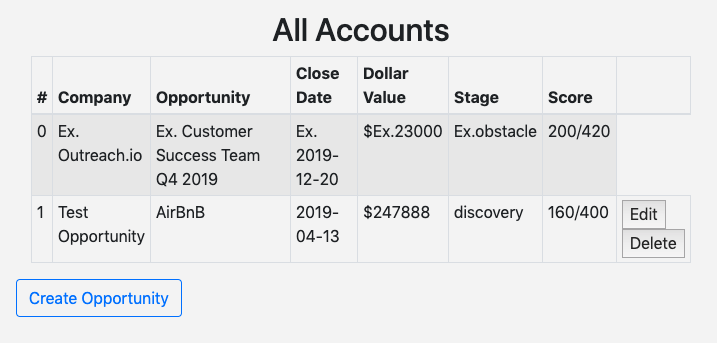 All Accounts
Close Dollar
# Company Opportunity Date Value Stage Score
0 Ex. Ex. Customer Ex. $Ex.23000 Ex.obstacle 200/420
Outreach.io Success Team 2019-
Q4 2019 12-20
1 Test AirBnB 2019- $247888 discovery 160/400 Edit
Opportunity 04-13 Delete
Create Opportunity